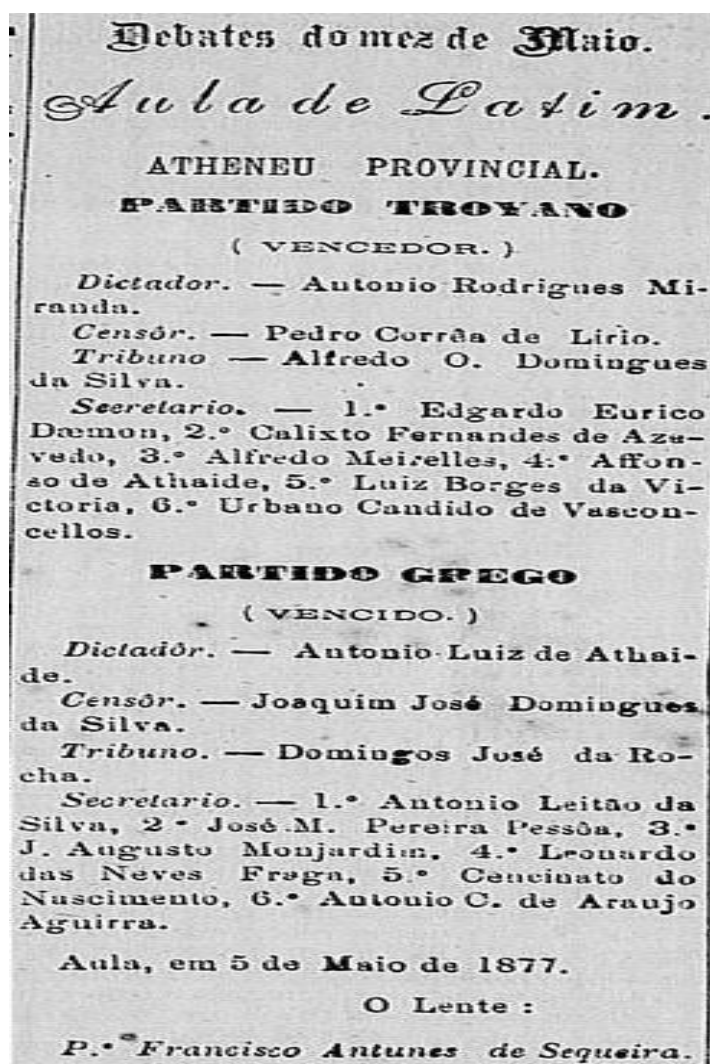 Debates do mez de Maio.
Aula de Latim.
ATHENEU PROVINCIAL.
PARTIDO TROYANO
( VENCEDOR. )
Dictador. — Antonio Rodrigues Mi-
randa.
Censôr. — Pedro Corrêa de Lirio.
Tribuno — Alfredo O. Domingues
da Silva.
Secretario. — 1.º Edgardo Eurico
Dæmon, 2.º Calixto Fernandes de Aze-
vedo, 3.º Alfredo Meirelles, 4.º Affon-
so de Athaide, 5.º Luiz Borges da Vi-
ctoria, 6.º Urbano Candido de Vascon-
cellos.
PARTIDO GREGO
( VENCIDO. )
Dictadôr. — Antonio Luiz de Athai-
de.
Censôr. — Joaquim José Domingues
da Silva.
Tribuno. — Domingos José da Ro-
cha.
Secretario. — 1.º Antonio Leitão da
Silva, 2º José M. Pereira Pessôa, 3.º
J. Augusto Monjardim, 4.º Leonardo
das Neves Fraga, 5.º Cencinato do
Nascimento, 6.º Antonio C. de Araujo
Aguirra.
Aula, em 5 de Maio de 1877.
O Lente :
P.º Francisco Antunes de Sequeira.